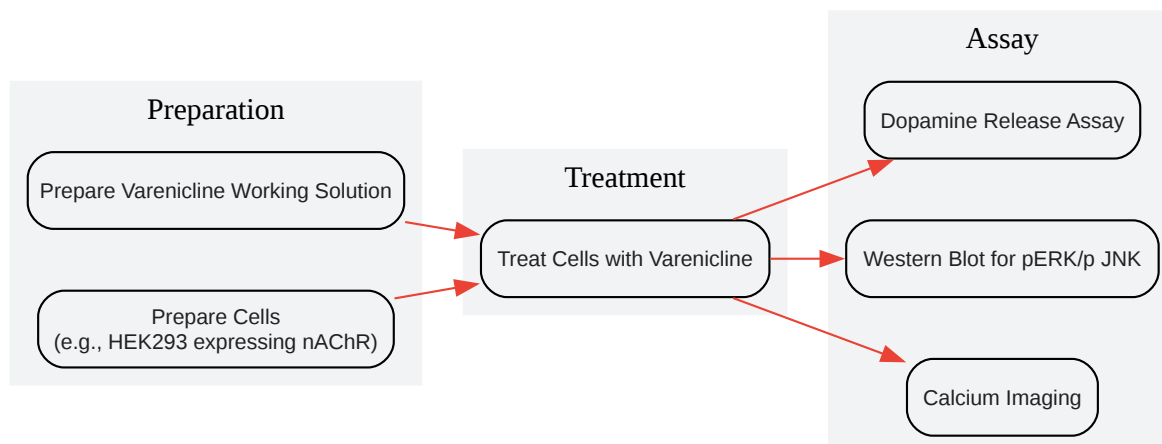 Preparation
Prepare Varenicline Working Solution
Prepare Cells
(e.g., HEK293 expressing nAChR)
Treatment
Treat Cells with Varenicline
Assay
Dopamine Release Assay
Western Blot for pERK/p JNK
Calcium Imaging